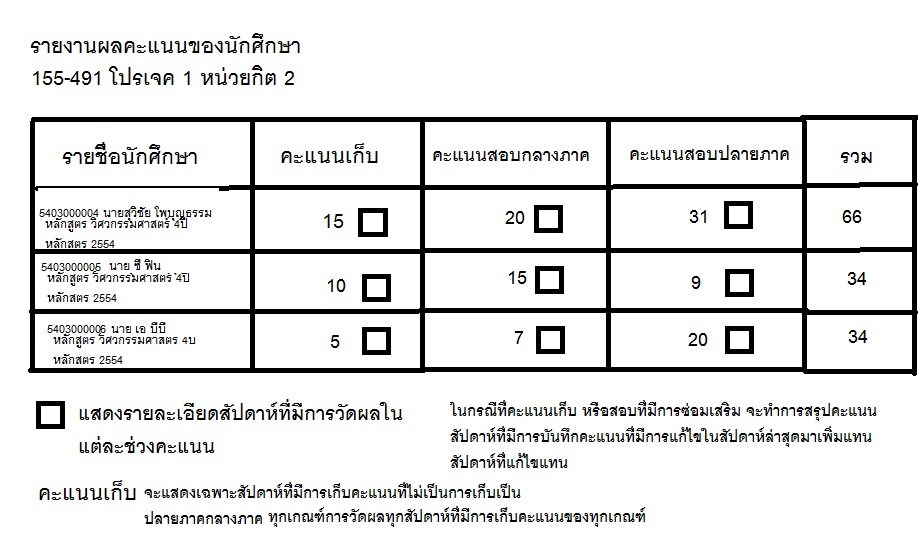 รายงานผลคะแนนของนักศึกษา
155-491 โปรเจค 1 หน่วยกิต 2
รายชื่อนักศึกษา คะแนนเก็บ คะแนนสอบกลางภาค คะแนนสอบปลายภาค รวม
5403000004 นายสุวิชัย โพบุญธรรม
หลักสูตร วิศวกรรมศาสตร์ 4ปี
หลักสตร 2554
15 20 31 66
5403000005 นาย ซี ฟิน
หลักสูตร วิศวกรรมศาสตร์ 4ปี
หลักสตร 2554
10 15 9 34
5403000006 นาย เอ บีบี
หลักสูตร วิศวกรรมศาสตร์ 4ป
หลักสตร 2554
5 7 20 34
แสดงรายละเอียดสัปดาห์ที่มีการวัดผลใน
แต่ละช่วงคะแนน
ในกรณีที่คะแนนเก็บ หรือสอบที่มีการซ่อมเสริม จะทำการสรุปคะแนน
สัปดาห์ที่มีการบันทึกคะแนนที่มีการแก้ไขในสัปดาห์ล่าสุดมาเพิ่มแทน
สัปดาห์ที่แก้ไขแทน
คะแนนเก็บ จะแสดงเฉพาะสัปดาห์ที่มีการเก็บคะแนนที่ไม่เป็นการเก็บเป็น
ปลายภาคกลางภาค ทุกเกณฑ์การวัดผลทุกสัปดาห์ที่มีการเก็บคะแนนของทุกเกณฑ์